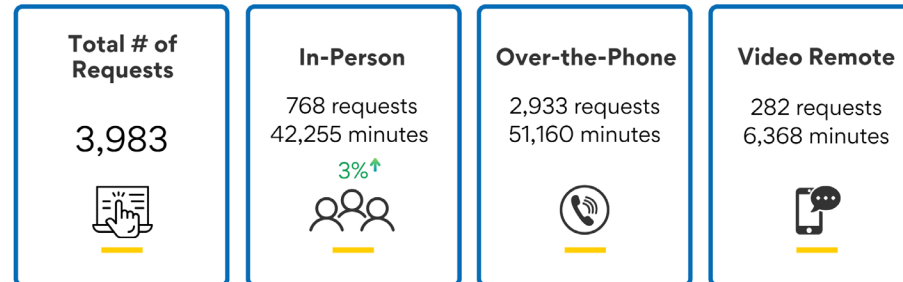 Total # of
Requests
3,983
In-Person
768 requests
42,255 minutes
3%↑
Over-the-Phone
2,933 requests
51,160 minutes
Video Remote
282 requests
6,368 minutes